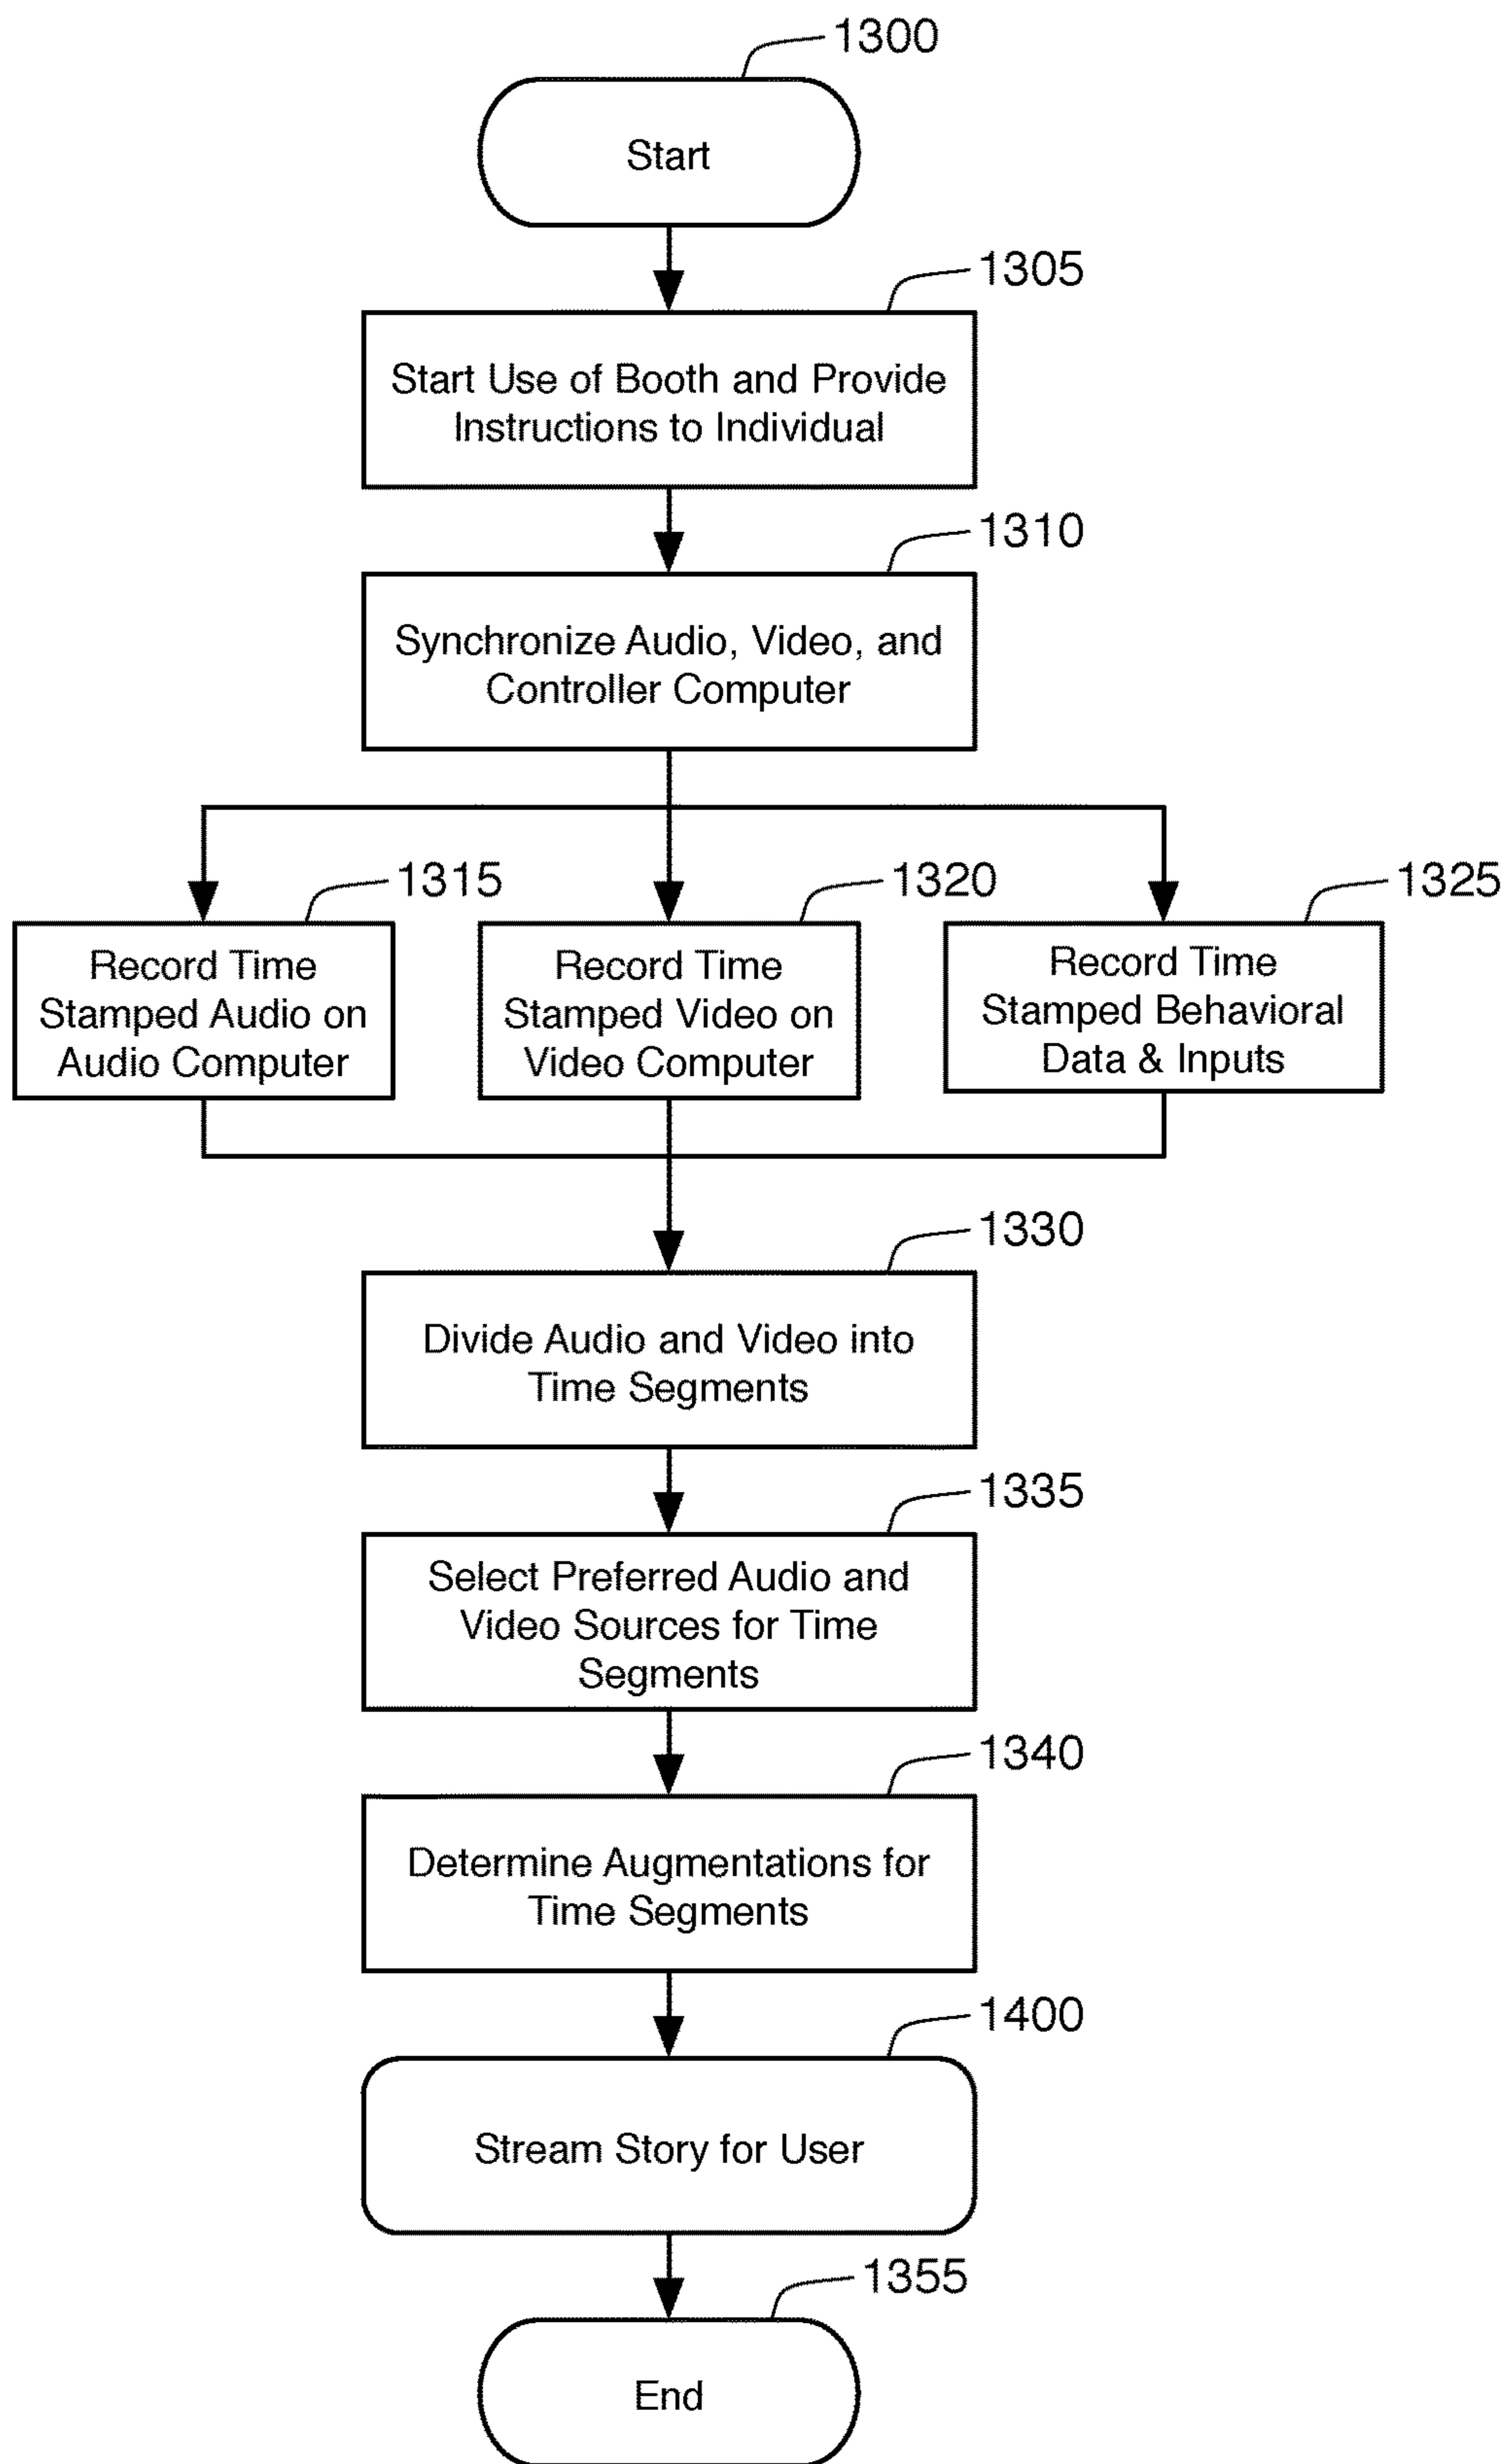 1300
Start
1305
Start Use of Booth and Provide
Instructions to Individual
1310
Synchronize Audio, Video, and
Controller Computer
1315
Record Time
Stamped Audio on
Audio Computer
1320
Record Time
Stamped Video on
Video Computer
1325
Record Time
Stamped Behavioral
Data & Inputs
1330
Divide Audio and Video into
Time Segments
1335
Select Preferred Audio and
Video Sources for Time
Segments
1340
Determine Augmentations for
Time Segments
1400
Stream Story for User
1355
End